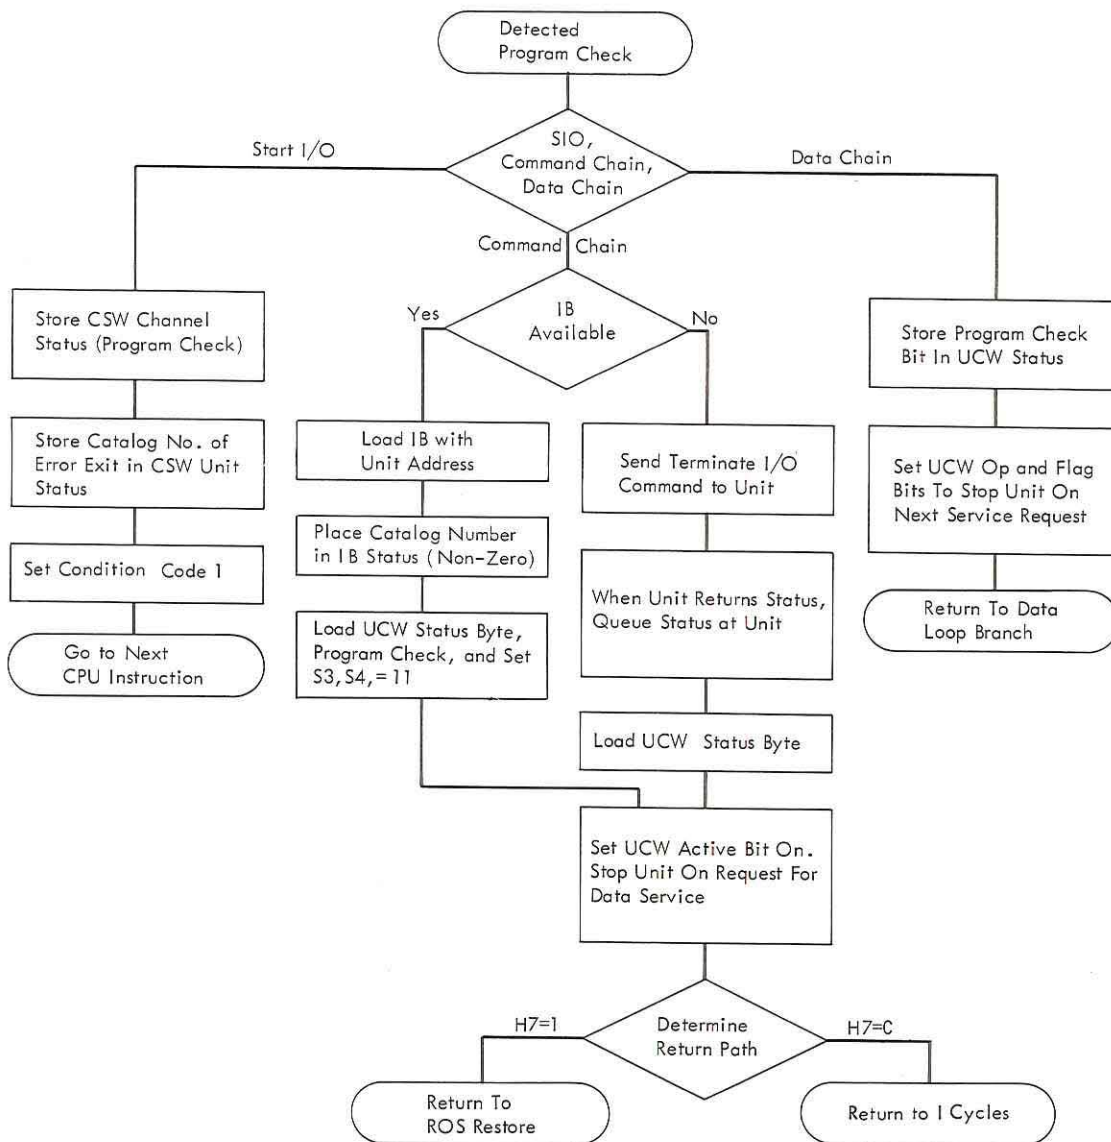 Detected
Program Check
SIO,
Command Chain,
Data Chain
Start I/O
Data Chain
Command Chain
IB
Available
Yes
No
Store CSW Channel
Status (Program Check)
Store Catalog No. of
Error Exit in CSW Unit
Status
Set Condition Code 1
Go to Next
CPU Instruction
Load IB with
Unit Address
Place Catalog Number
in IB Status (Non-Zero)
Load UCW Status Byte,
Program Check, and Set
S3,S4,=11
Send Terminate I/O
Command to Unit
When Unit Returns Status,
Queue Status at Unit
Load UCW Status Byte
Store Program Check
Bit In UCW Status
Set UCW Op and Flag
Bits To Stop Unit On
Next Service Request
Return To Data
Loop Branch
Set UCW Active Bit On.
Stop Unit On Request For
Data Service
Determine
Return Path
H7=1
H7=C
Return To
ROS Restore
Return to I Cycles